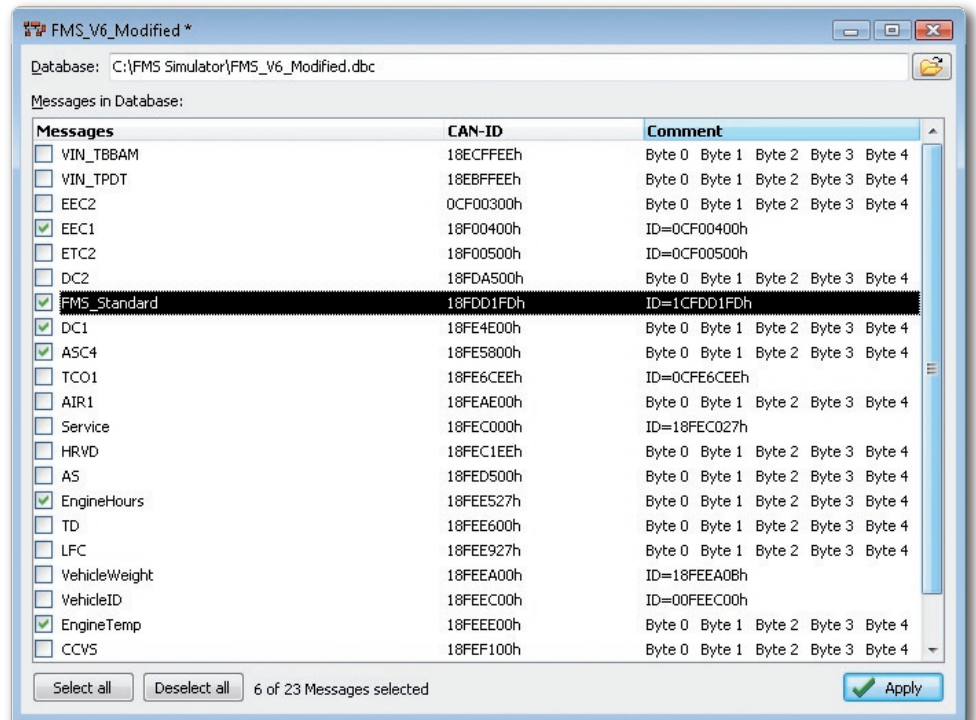 FMS_V6_Modified *
Database: C:\FMS Simulator\FMS_V6_Modified.dbc
Messages in Database:
Messages CAN-ID Comment
VIN_TBBAM 18ECFFEEh Byte 0 Byte 1 Byte 2 Byte 3 Byte 4
VIN_TPDT 18EBFFEEh Byte 0 Byte 1 Byte 2 Byte 3 Byte 4
EEC2 0CF00300h Byte 0 Byte 1 Byte 2 Byte 3 Byte 4
EEC1 18F00400h ID=0CF00400h
ETC2 18F00500h ID=0CF00500h
DC2 18FDA500h Byte 0 Byte 1 Byte 2 Byte 3 Byte 4
FMS_Standard 18FDD1FDh ID=1CFDD1FDh
DC1 18FE4E00h Byte 0 Byte 1 Byte 2 Byte 3 Byte 4
ASC4 18FE5800h Byte 0 Byte 1 Byte 2 Byte 3 Byte 4
TCO1 18FE6CEEh ID=0CFE6CEEh
AIR1 18FEAE00h Byte 0 Byte 1 Byte 2 Byte 3 Byte 4
Service 18FEC000h ID=18FEC027h
HRVD 18FEC1EEh Byte 0 Byte 1 Byte 2 Byte 3 Byte 4
AS 18FED500h Byte 0 Byte 1 Byte 2 Byte 3 Byte 4
EngineHours 18FEE527h Byte 0 Byte 1 Byte 2 Byte 3 Byte 4
TD 18FEE600h Byte 0 Byte 1 Byte 2 Byte 3 Byte 4
LFC 18FEE927h Byte 0 Byte 1 Byte 2 Byte 3 Byte 4
VehicleWeight 18FEEA00h ID=18FEEA0Bh
VehicleID 18FEEC00h ID=00FEEC00h
EngineTemp 18FEEE00h Byte 0 Byte 1 Byte 2 Byte 3 Byte 4
CCVS 18FEF100h Byte 0 Byte 1 Byte 2 Byte 3 Byte 4
Select all Deselect all 6 of 23 Messages selected Apply